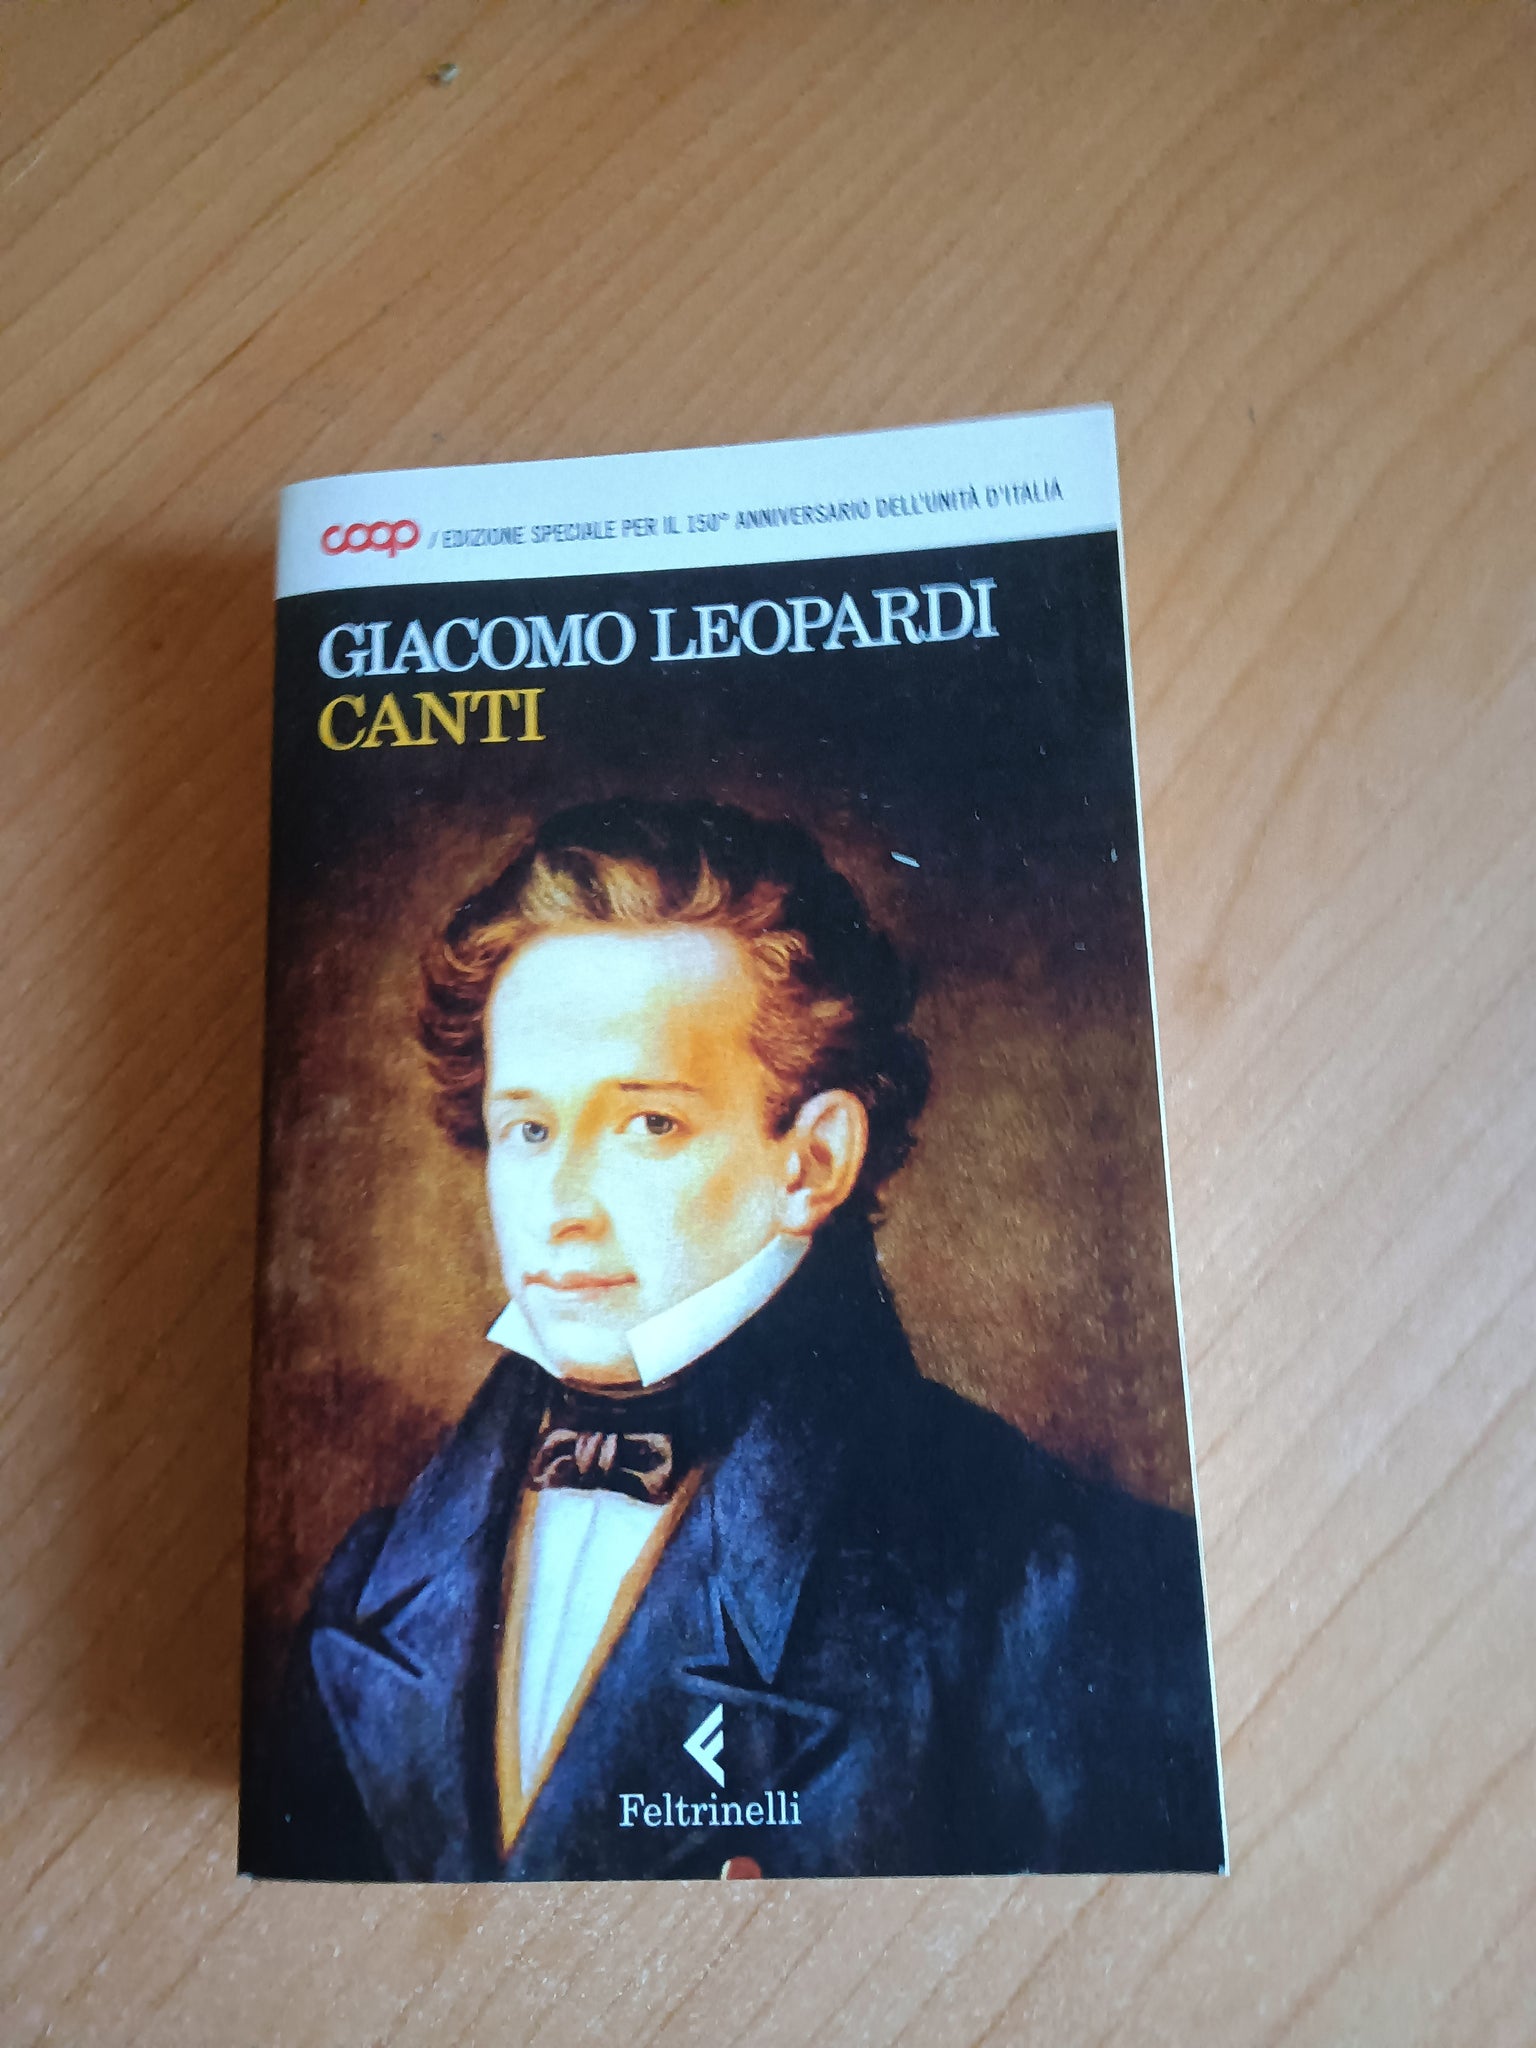 coop / EDIZIONE SPECIALE PER IL 150° ANNIVERSARIO DELL'UNITÀ D'ITALIA
GIACOMO LEOPARDI
CANTI
Feltrinelli